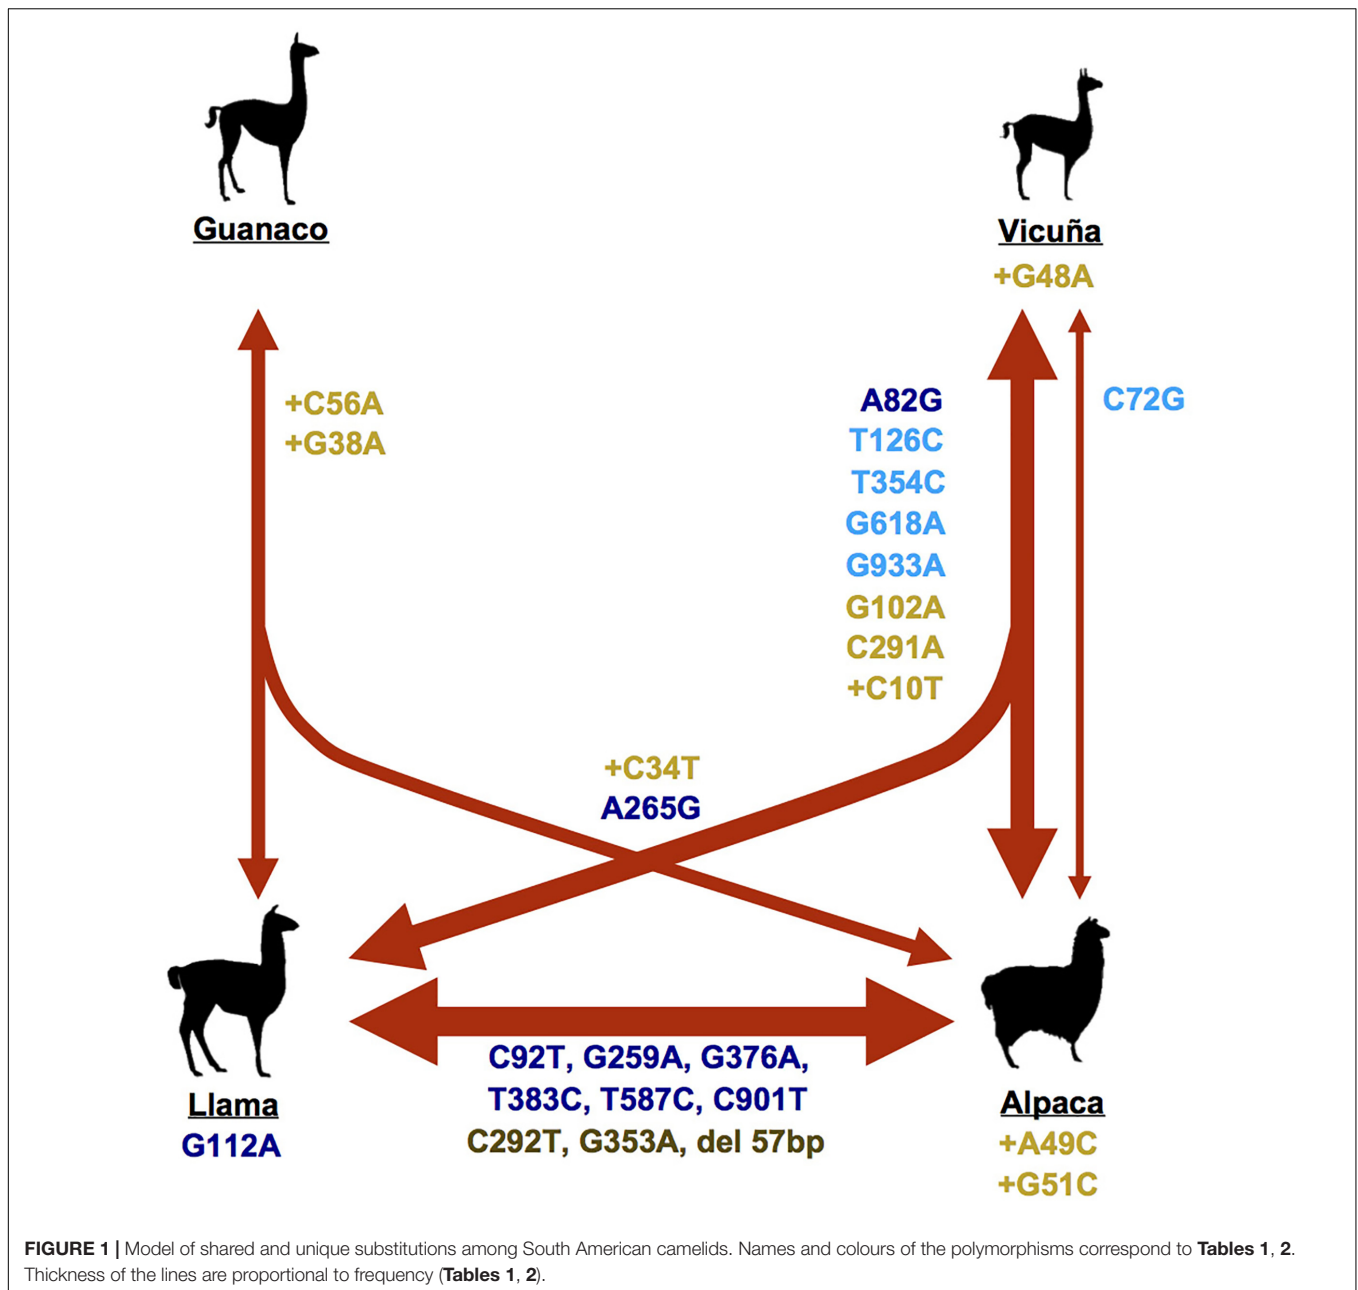 Guanaco
Vicuña
+G48A
+C56A
+G38A
A82G
T126C
T354C
G618A
G933A
G102A
C291A
+C10T
C72G
+C34T
A265G
C92T, G259A, G376A,
T383C, T587C, C901T
C292T, G353A, del 57bp
Llama
G112A
Alpaca
+A49C
+G51C
FIGURE 1 | Model of shared and unique substitutions among South American camelids. Names and colours of the polymorphisms correspond to Tables 1, 2.
Thickness of the lines are proportional to frequency (Tables 1, 2).